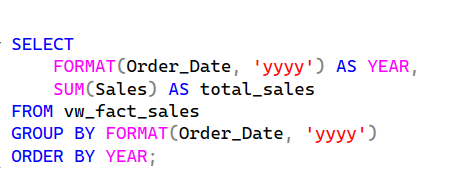 SELECT
FORMAT(Order_Date, 'yyyy') AS YEAR,
SUM(Sales) AS total_sales
FROM vw_fact_sales
GROUP BY FORMAT(Order_Date, 'yyyy')
ORDER BY YEAR;